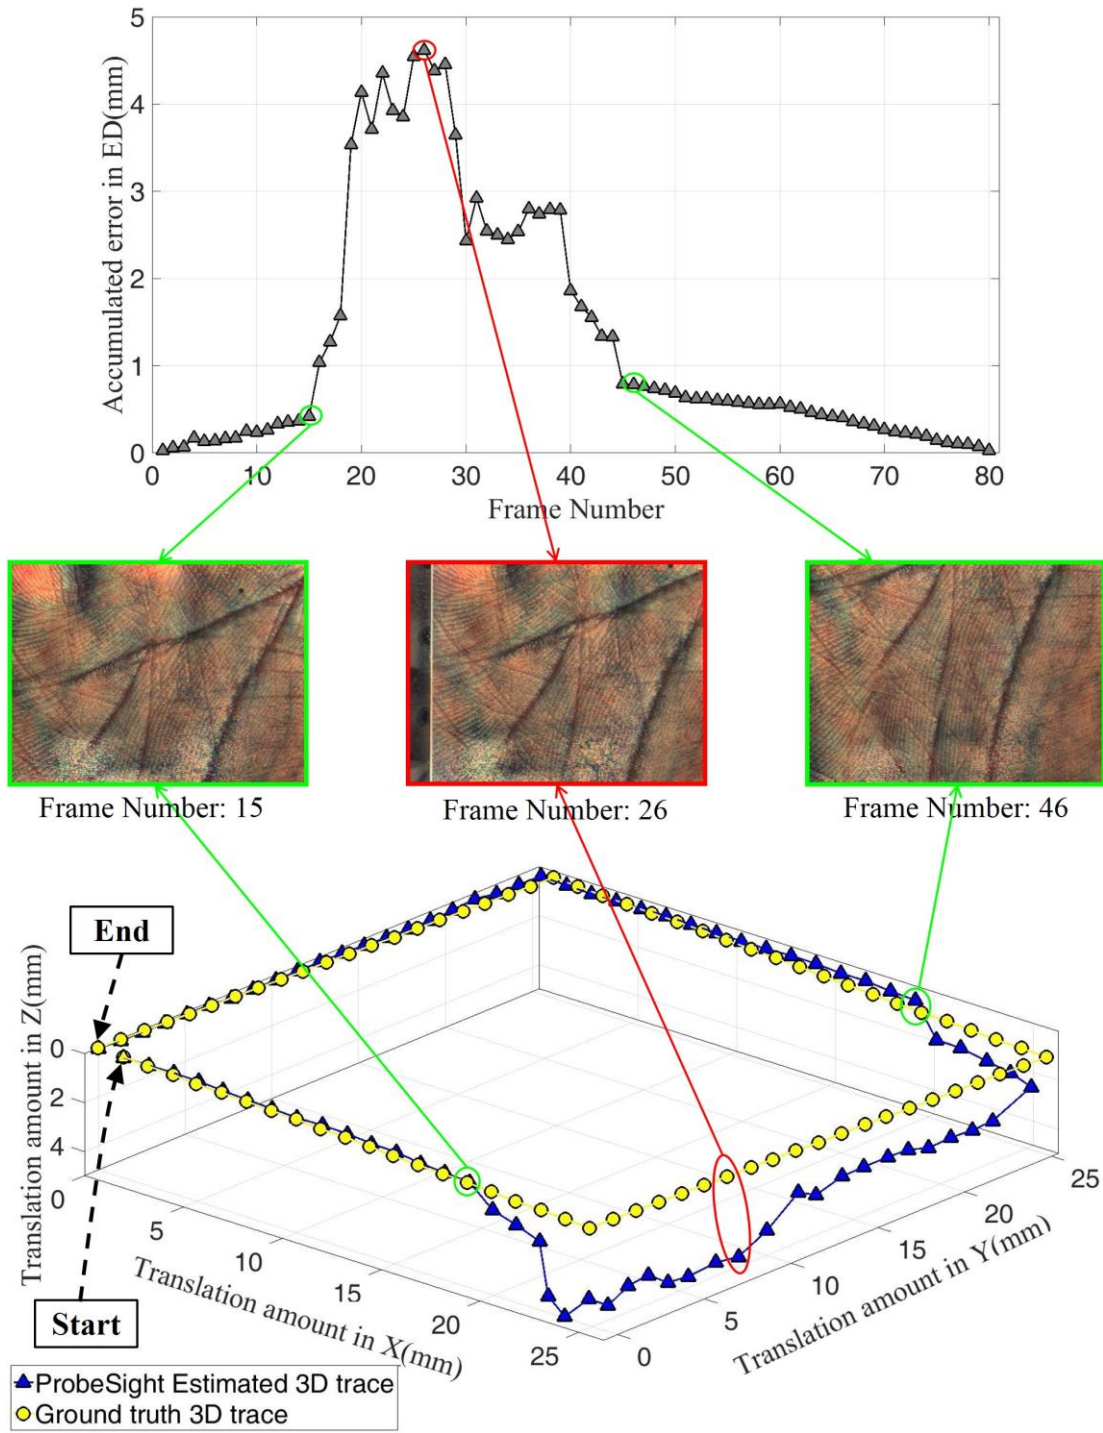 5
4
3
2
1
0
Accumulated error in ED(mm)
0 10 20 30 40 50 60 70 80
Frame Number
Frame Number: 15
Frame Number: 26
Frame Number: 46
End
Start
Translation amount in Z(mm)
0
2
4
0 5 10 15 20 25
Translation amount in X(mm)
0 5 10 15 20 25
Translation amount in Y(mm)
ProbeSight Estimated 3D trace
Ground truth 3D trace